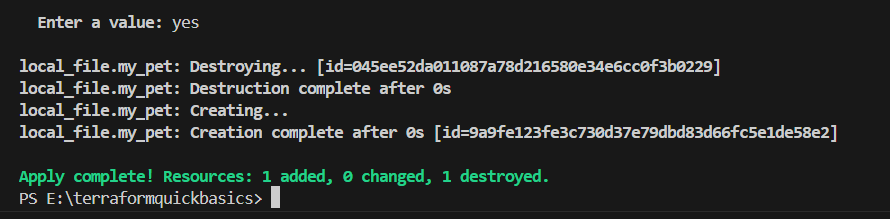 Enter a value: yes
local_file.my_pet: Destroying... [id=045ee52da011087a78d216580e34e6cc0f3b0229]
local_file.my_pet: Destruction complete after 0s
local_file.my_pet: Creating...
local_file.my_pet: Creation complete after 0s [id=9a9fe123fe3c730d37e79dbd83d66fc5e1de58e2]
Apply complete! Resources: 1 added, 0 changed, 1 destroyed.
PS E:\terraformquickbasics>